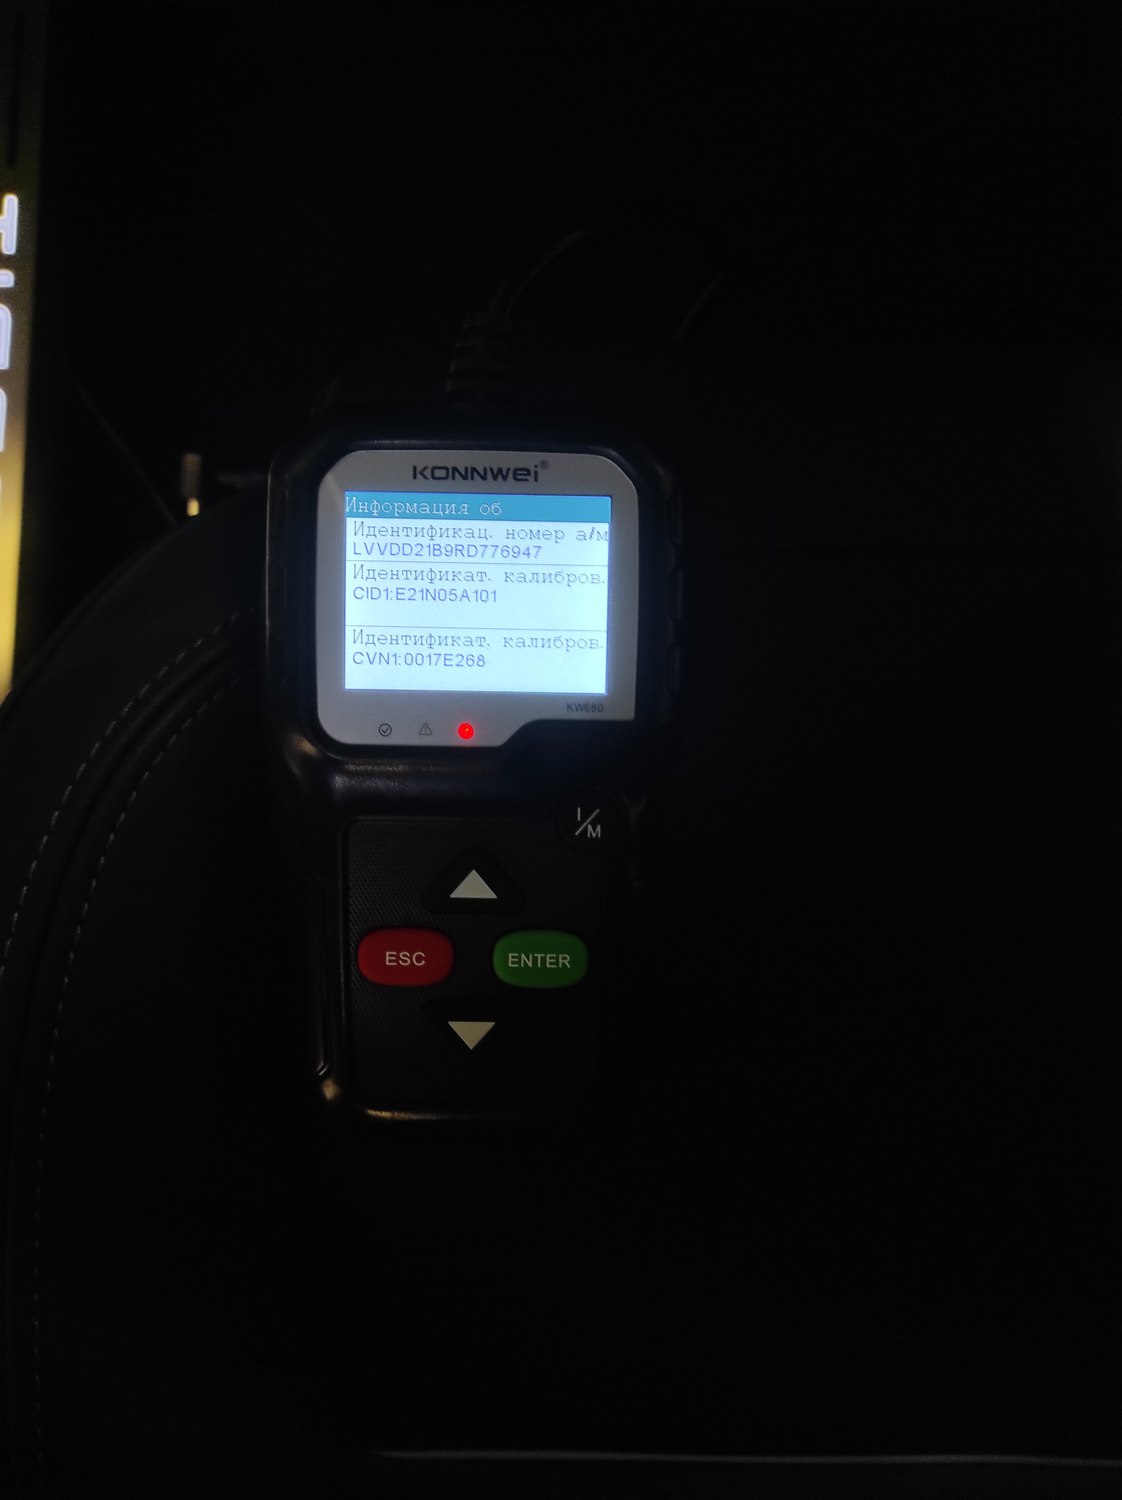 KONNWEI®
Информация об
Идентификац. номер а/м
LVVDD21B9RD776947
Идентификат. калибров.
CID1:E21N05A101
Идентификат. калибров.
CVN1:0017E268
KW680
I/M
ESC
ENTER